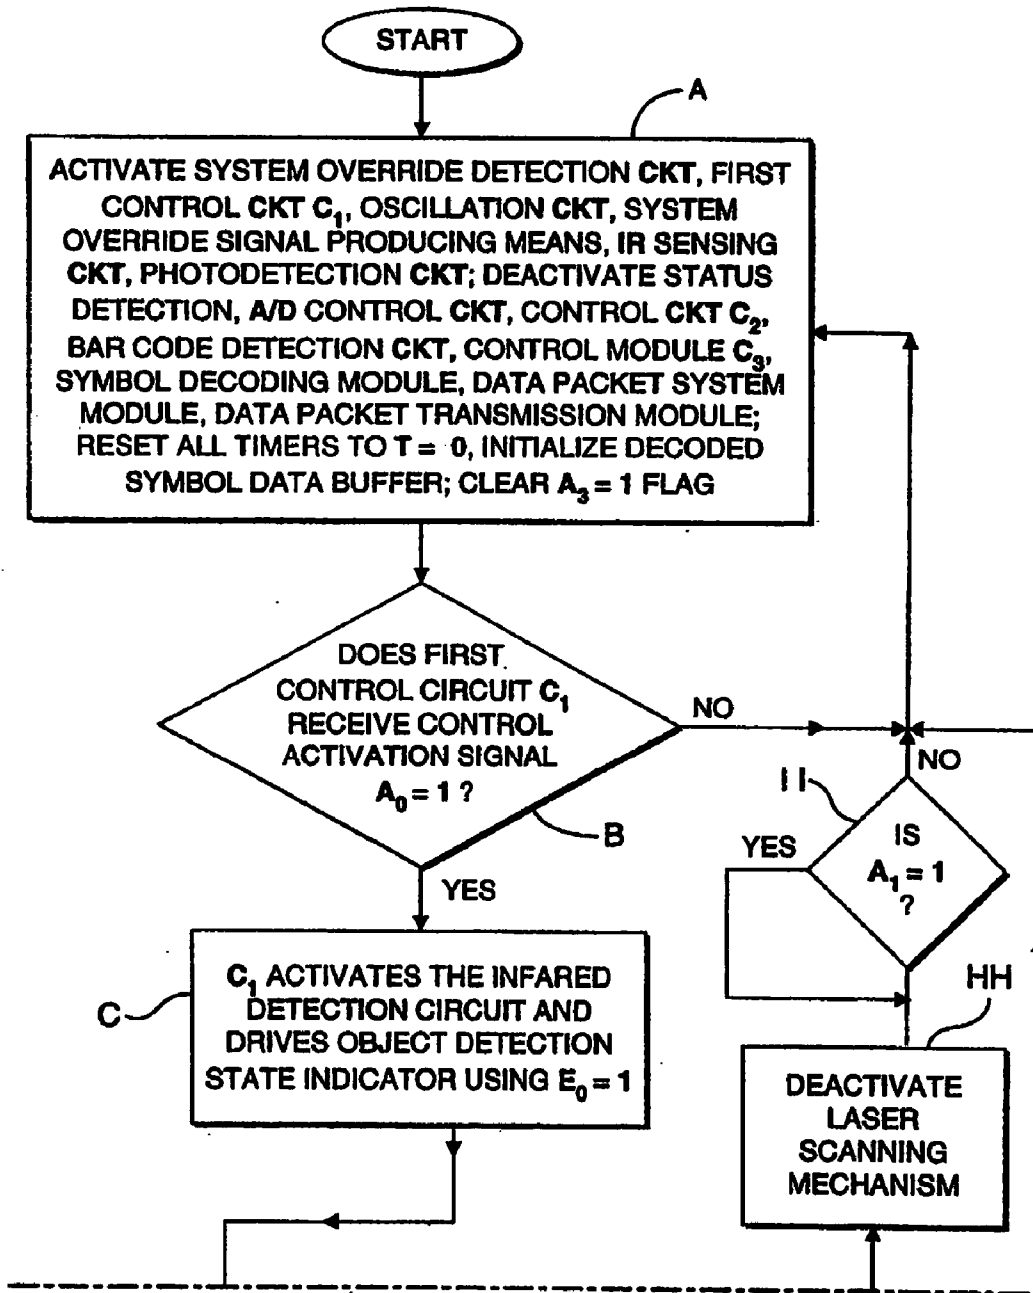 START
A
ACTIVATE SYSTEM OVERRIDE DETECTION CKT, FIRST
CONTROL CKT C₁, OSCILLATION CKT, SYSTEM
OVERRIDE SIGNAL PRODUCING MEANS, IR SENSING
CKT, PHOTODETECTION CKT; DEACTIVATE STATUS
DETECTION, A/D CONTROL CKT, CONTROL CKT C₂,
BAR CODE DETECTION CKT, CONTROL MODULE C₃,
SYMBOL DECODING MODULE, DATA PACKET SYSTEM
MODULE, DATA PACKET TRANSMISSION MODULE;
RESET ALL TIMERS TO T = 0, INITIALIZE DECODED
SYMBOL DATA BUFFER; CLEAR A₃ = 1 FLAG
DOES FIRST
CONTROL CIRCUIT C₁
RECEIVE CONTROL
ACTIVATION SIGNAL
A₀ = 1 ?
NO
B
YES
NO
II
YES
IS
A₁ = 1
?
C
C₁ ACTIVATES THE INFARED
DETECTION CIRCUIT AND
DRIVES OBJECT DETECTION
STATE INDICATOR USING E₀ = 1
HH
DEACTIVATE
LASER
SCANNING
MECHANISM